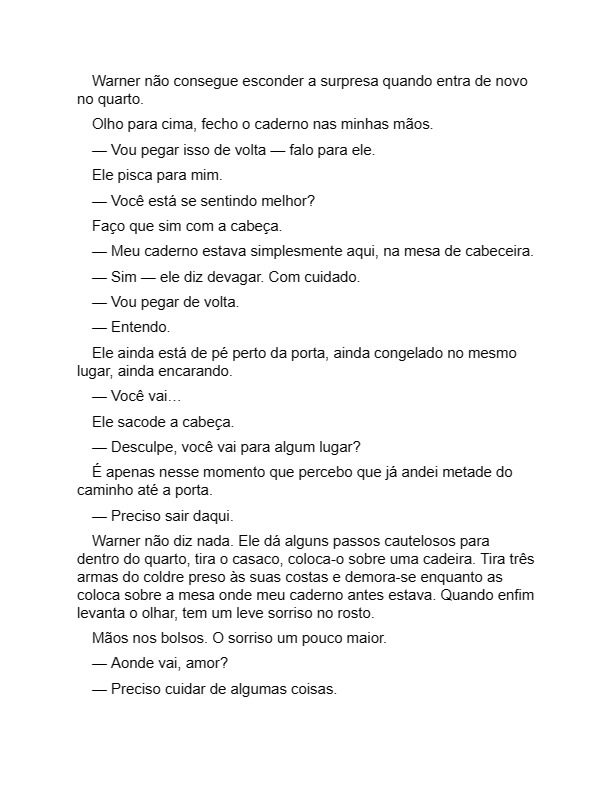 Warner não consegue esconder a surpresa quando entra de novo
no quarto.
Olho para cima, fecho o caderno nas minhas mãos.
— Vou pegar isso de volta — falo para ele.
Ele pisca para mim.
— Você está se sentindo melhor?
Faço que sim com a cabeça.
— Meu caderno estava simplesmente aqui, na mesa de cabeceira.
— Sim — ele diz devagar. Com cuidado.
— Vou pegar de volta.
— Entendo.
Ele ainda está de pé perto da porta, ainda congelado no mesmo
lugar, ainda encarando.
— Você vai…
Ele sacode a cabeça.
— Desculpe, você vai para algum lugar?
É apenas nesse momento que percebo que já andei metade do
caminho até a porta.
— Preciso sair daqui.
Warner não diz nada. Ele dá alguns passos cautelosos para
dentro do quarto, tira o casaco, coloca-o sobre uma cadeira. Tira três
armas do coldre preso às suas costas e demora-se enquanto as
coloca sobre a mesa onde meu caderno antes estava. Quando enfim
levanta o olhar, tem um leve sorriso no rosto.
Mãos nos bolsos. O sorriso um pouco maior.
— Aonde vai, amor?
— Preciso cuidar de algumas coisas.